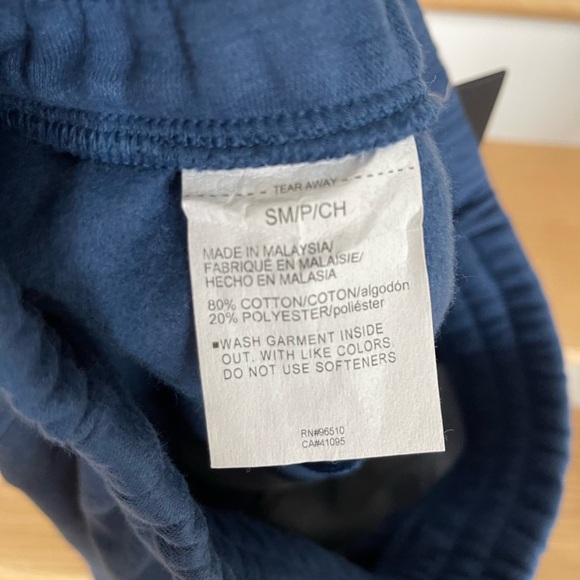 TEAR AWAY
SM/P/CH
MADE IN MALAYSIA/
FABRIQUÉ EN MALAISIE/
HECHO EN MALASIA
80% COTTON/COTON/algodón
20% POLYESTER/poliéster
▪WASH GARMENT INSIDE
OUT. WITH LIKE COLORS.
DO NOT USE SOFTENERS
RN#96510
CA#41095